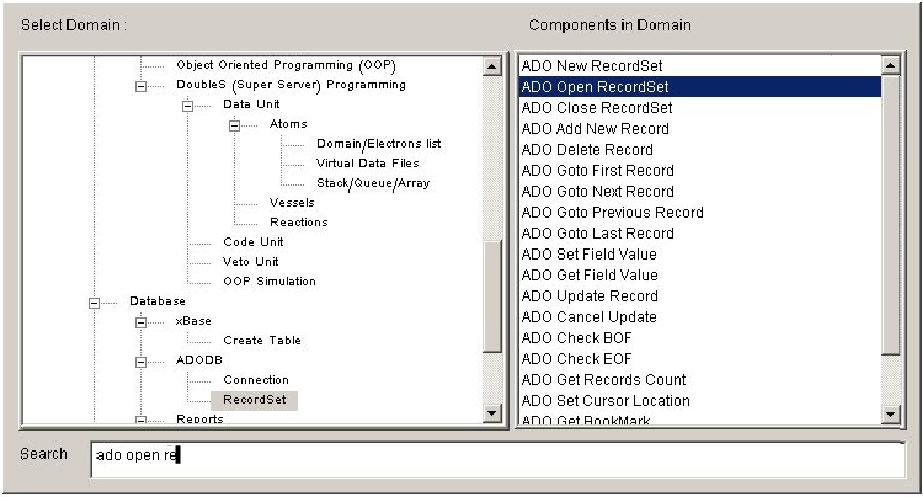 Select Domain :
Components in Domain
Object Oriented Programming (OOP)
DoubleS (Super Server) Programming
Data Unit
Atoms
Domain/Electrons list
Virtual Data Files
Stack/Queue/Array
Vessels
Reactions
Code Unit
Veto Unit
OOP Simulation
Database
xBase
Create Table
ADODB
Connection
RecordSet
Reports
ADO New RecordSet
ADO Open RecordSet
ADO Close RecordSet
ADO Add New Record
ADO Delete Record
ADO Goto First Record
ADO Goto Next Record
ADO Goto Previous Record
ADO Goto Last Record
ADO Set Field Value
ADO Get Field Value
ADO Update Record
ADO Cancel Update
ADO Check BOF
ADO Check EOF
ADO Get Records Count
ADO Set Cursor Location
ADO Get BookMark
Search
ado open re